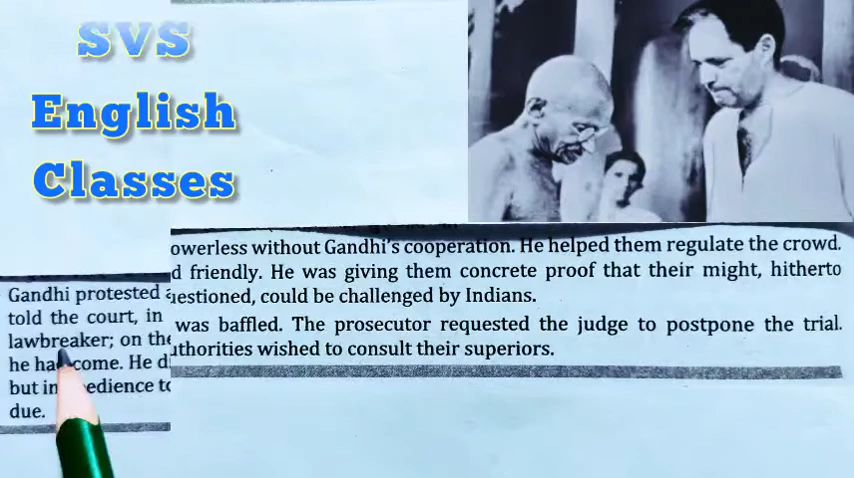 SVS
English
Classes
owerless without Gandhi's cooperation. He helped them regulate the crowd.
d friendly. He was giving them concrete proof that their might, hitherto
uestioned, could be challenged by Indians.
was baffled. The prosecutor requested the judge to postpone the trial.
uthorities wished to consult their superiors.
Gandhi protested
told the court, in
lawbreaker; on the
he had come. He d
but in obedience to
due.